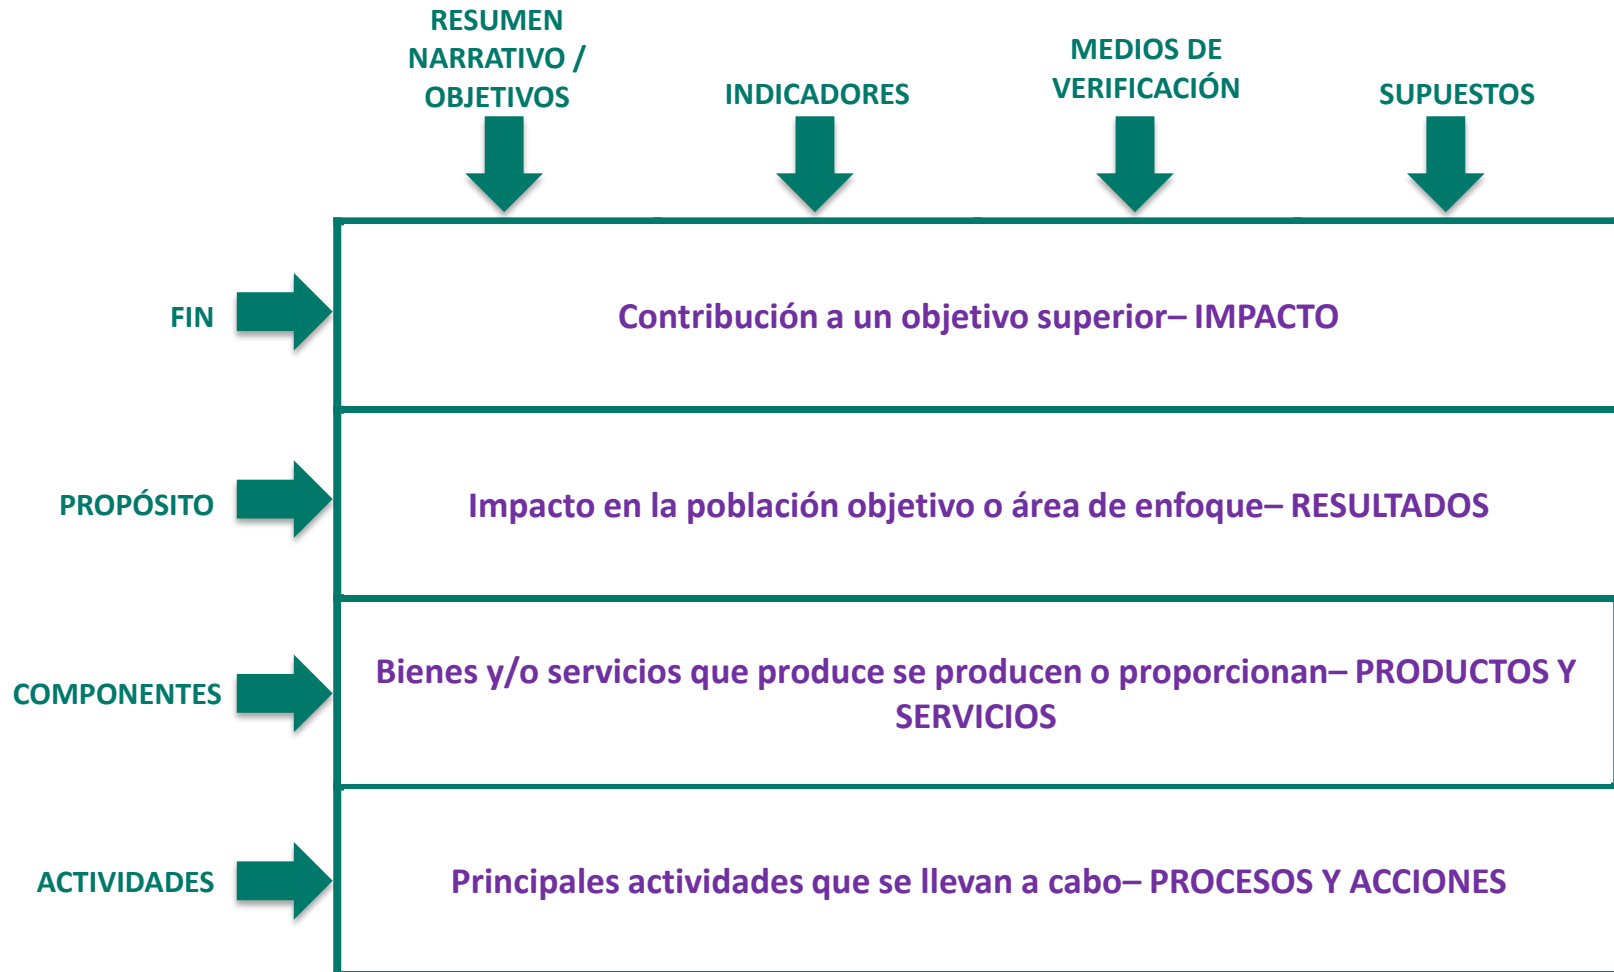 RESUMEN
NARRATIVO /
OBJETIVOS
INDICADORES
MEDIOS DE
VERIFICACIÓN
SUPUESTOS
FIN
Contribución a un objetivo superior– IMPACTO
PROPÓSITO
Impacto en la población objetivo o área de enfoque– RESULTADOS
COMPONENTES
Bienes y/o servicios que produce se producen o proporcionan– PRODUCTOS Y
SERVICIOS
ACTIVIDADES
Principales actividades que se llevan a cabo– PROCESOS Y ACCIONES